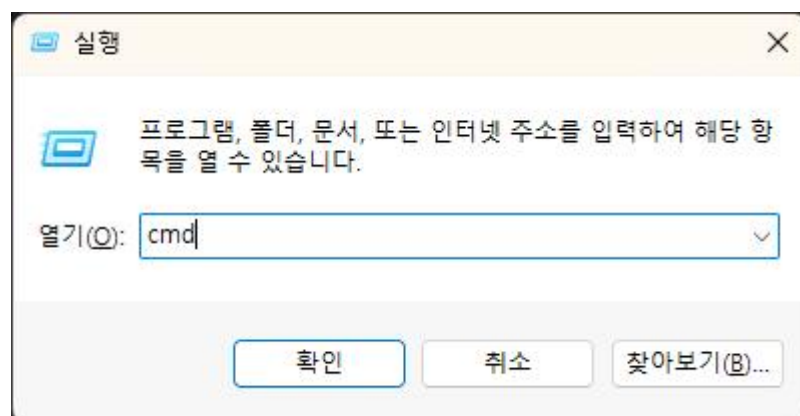 실행
프로그램, 폴더, 문서, 또는 인터넷 주소를 입력하여 해당 항
목을 열 수 있습니다.
열기(O): cmd
확인 취소 찾아보기(B)...